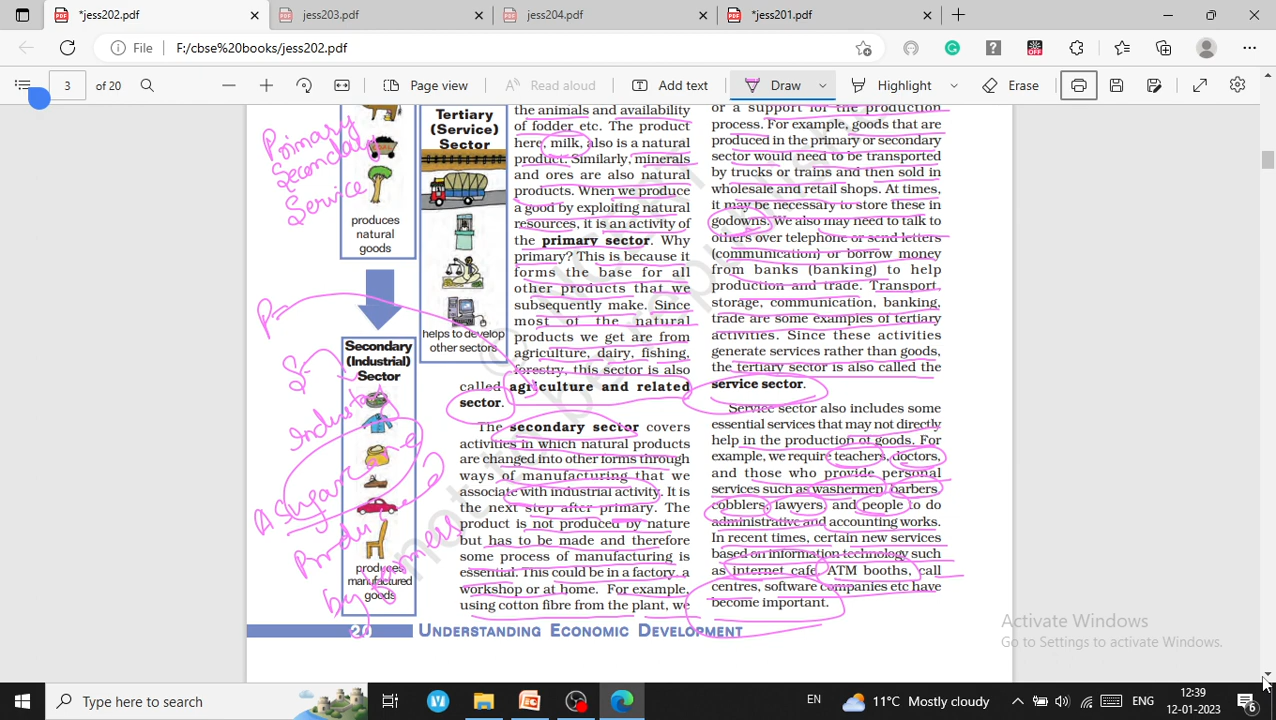 *jess202.pdf
jess203.pdf
jess204.pdf
*jess201.pdf
File
F:/cbse%20books/jess202.pdf
3
of 20
Page view
Read aloud
Add text
Draw
Highlight
Erase
Primary
Secondary
Service
produces
natural
goods
P-
Secondary
(Industrial)
Sector
S-
Industry
A Sugarcane
Produce
by farmers
produces
manufactured
goods
Tertiary
(Service)
Sector
helps to develop
other sectors
the animals and availability
of fodder etc. The product
here, milk, also is a natural
product. Similarly, minerals
and ores are also natural
products. When we produce
a good by exploiting natural
resources, it is an activity of
the primary sector. Why
primary? This is because it
forms the base for all
other products that we
subsequently make. Since
most of the natural
products we get are from
agriculture, dairy, fishing,
forestry, this sector is also
called agriculture and related
sector.
The secondary sector covers
activities in which natural products
are changed into other forms through
ways of manufacturing that we
associate with industrial activity. It is
the next step after primary. The
product is not produced by nature
but has to be made and therefore
some process of manufacturing is
essential. This could be in a factory, a
workshop or at home. For example,
using cotton fibre from the plant, we
or a support for the production
process. For example, goods that are
produced in the primary or secondary
sector would need to be transported
by trucks or trains and then sold in
wholesale and retail shops. At times,
it may be necessary to store these in
godowns. We also may need to talk to
others over telephone or send letters
(communication) or borrow money
from banks (banking) to help
production and trade. Transport,
storage, communication, banking,
trade are some examples of tertiary
activities. Since these activities
generate services rather than goods,
the tertiary sector is also called the
service sector.
Service sector also includes some
essential services that may not directly
help in the production of goods. For
example, we require teachers, doctors,
and those who provide personal
services such as washermen, barbers,
cobblers, lawyers, and people to do
administrative and accounting works.
In recent times, certain new services
based on information technology such
as internet cafe, ATM booths, call
centres, software companies etc have
become important.
20 UNDERSTANDING ECONOMIC DEVELOPMENT
Activate Windows
Go to Settings to activate Windows.
Type here to search
EN
11°C Mostly cloudy
ENG
12:39
12-01-2023
6